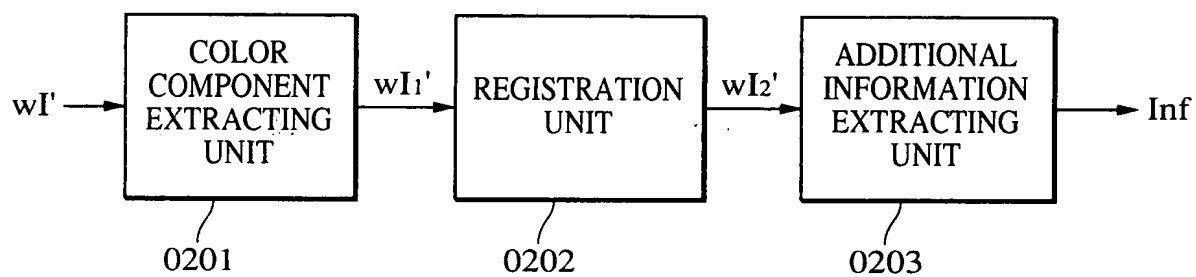 wI'
COLOR
COMPONENT
EXTRACTING
UNIT
wI1'
REGISTRATION
UNIT
wI2'
ADDITIONAL
INFORMATION
EXTRACTING
UNIT
Inf
0201
0202
0203